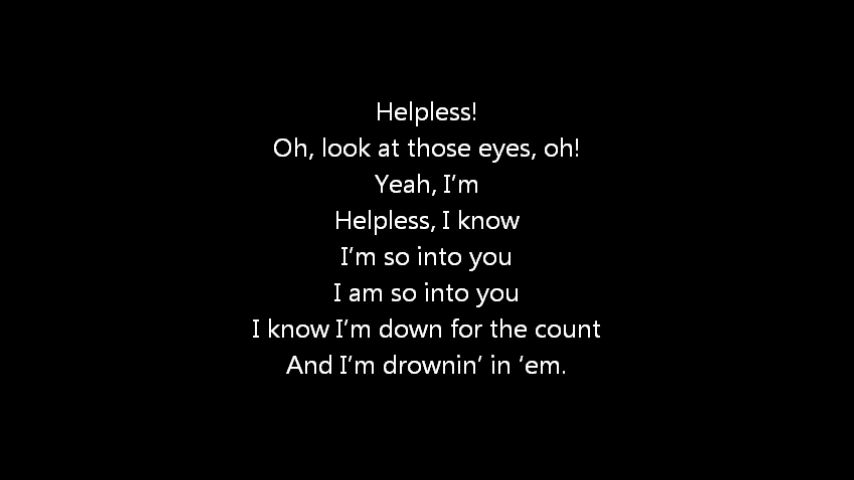 Helpless!
Oh, look at those eyes, oh!
Yeah, I’m
Helpless, I know
I’m so into you
I am so into you
I know I’m down for the count
And I’m drownin’ in ‘em.